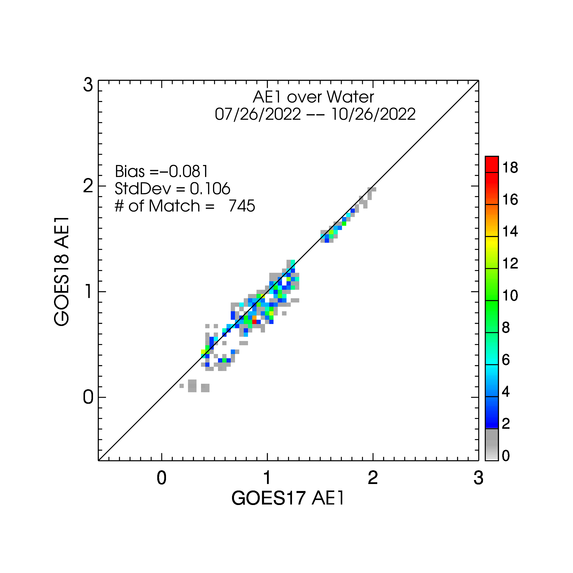 3
AE1 over Water
07/26/2022 -- 10/26/2022
Bias =-0.081
StdDev = 0.106
# of Match = 745
2
1
0
GOES18 AE1
0 1 2 3
GOES17 AE1
18
16
14
12
10
8
6
4
2
0